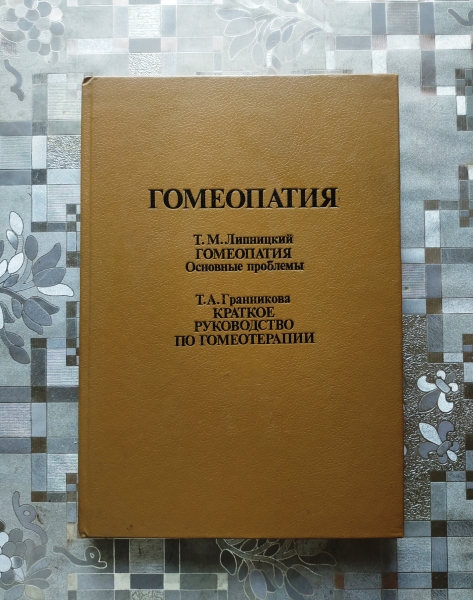 ГОМЕОПАТИЯ
Т. М. Липницкий
ГОМЕОПАТИЯ
Основные проблемы
Т. А. Гранникова
КРАТКОЕ
РУКОВОДСТВО
ПО ГОМЕОТЕРАПИИ